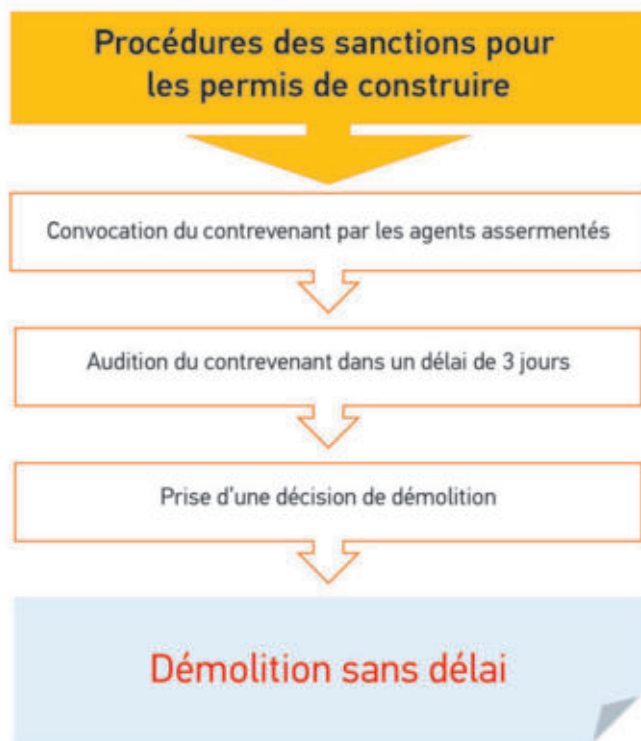 Procédures des sanctions pour
les permis de construire
Convocation du contrevenant par les agents assermentés
Audition du contrevenant dans un délai de 3 jours
Prise d'une décision de démolition
Démolition sans délai